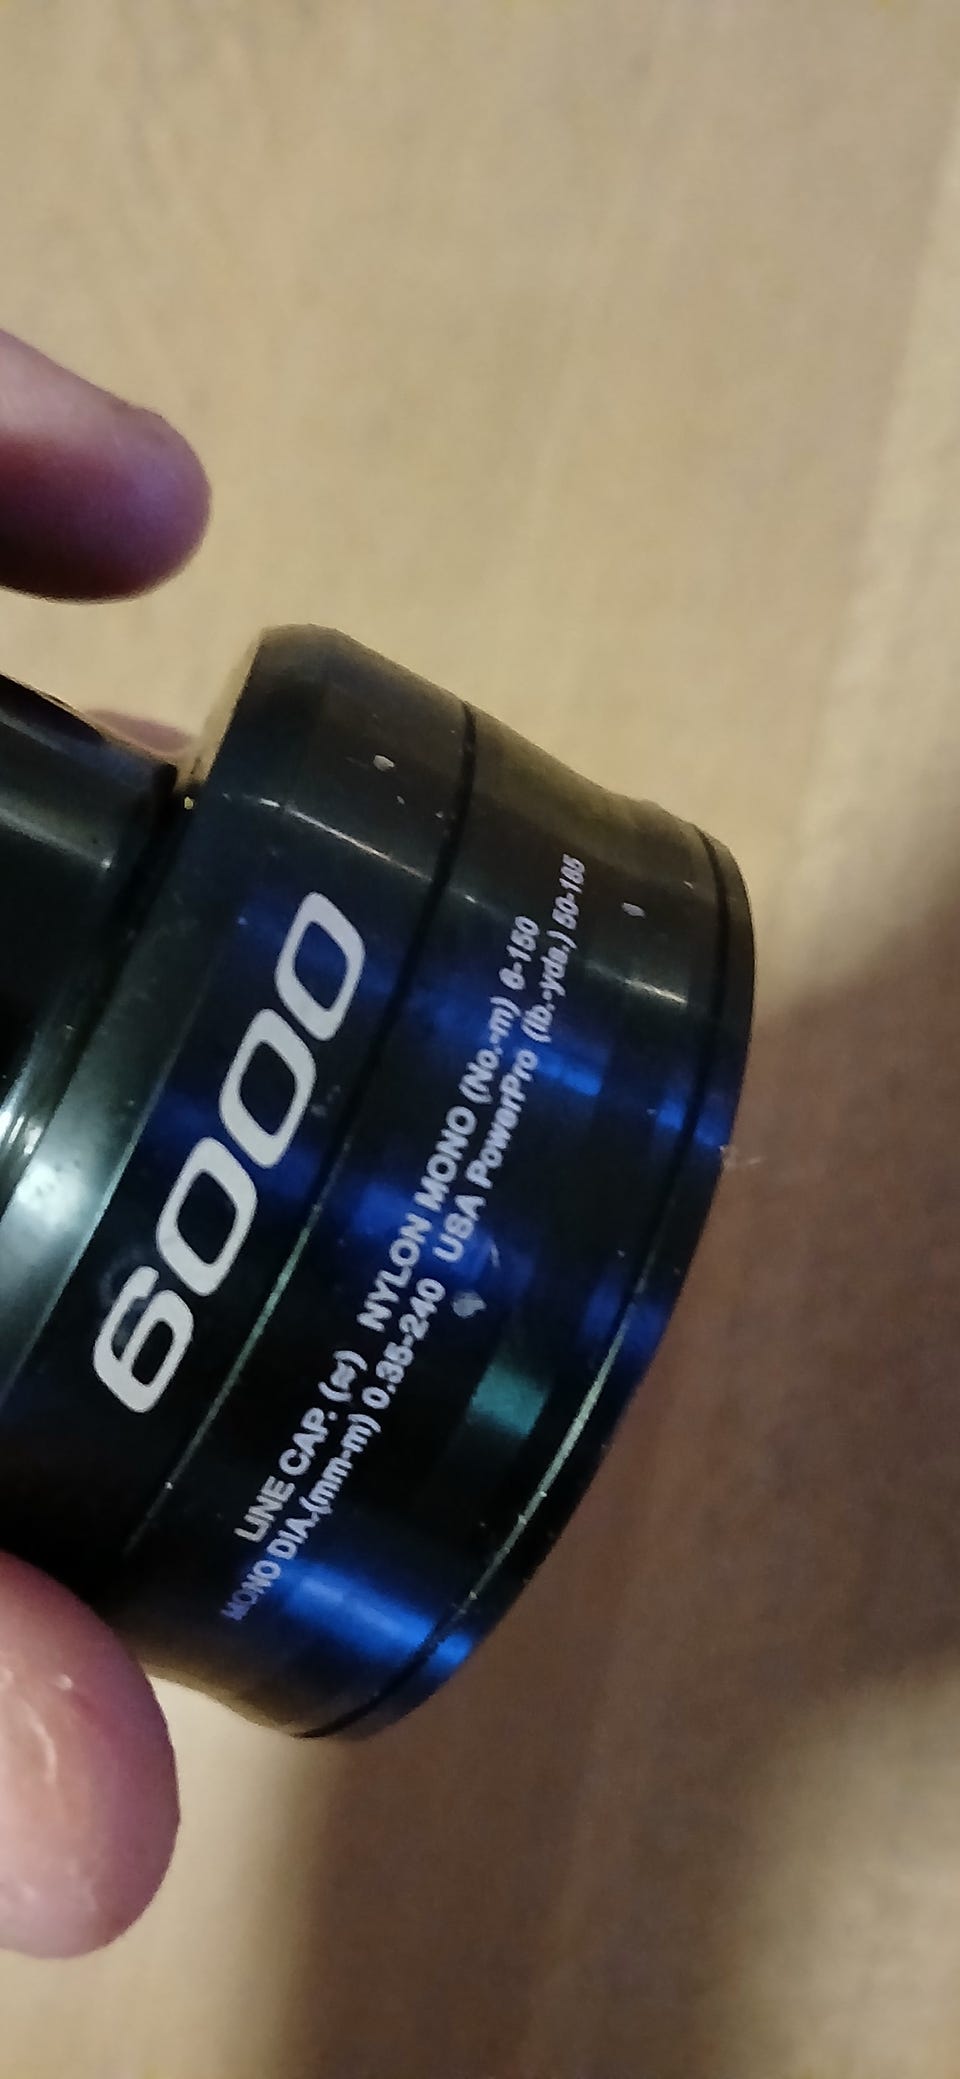 6000
LINE CAP. (≈) NYLON MONO (No.-m) 6-150
MONO DIA.(mm-m) 0.35-240 USA PowerPro (lb.-yds.) 50-185